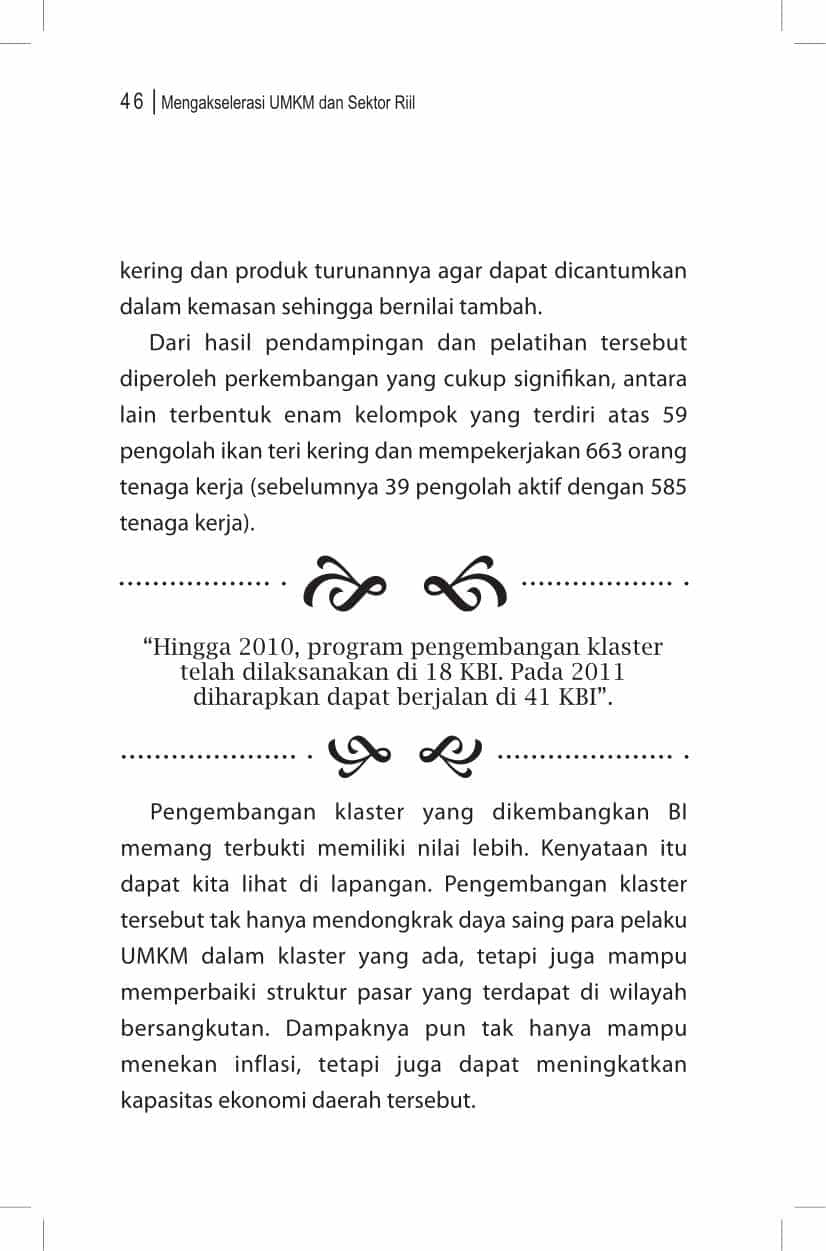 46 | Mengakselerasi UMKM dan Sektor Riil
kering dan produk turunannya agar dapat dicantumkan
dalam kemasan sehingga bernilai tambah.
Dari hasil pendampingan dan pelatihan tersebut
diperoleh perkembangan yang cukup signifikan, antara
lain terbentuk enam kelompok yang terdiri atas 59
pengolah ikan teri kering dan mempekerjakan 663 orang
tenaga kerja (sebelumnya 39 pengolah aktif dengan 585
tenaga kerja).
“Hingga 2010, program pengembangan klaster
telah dilaksanakan di 18 KBI. Pada 2011
diharapkan dapat berjalan di 41 KBI”.
Pengembangan klaster yang dikembangkan BI
memang terbukti memiliki nilai lebih. Kenyataan itu
dapat kita lihat di lapangan. Pengembangan klaster
tersebut tak hanya mendongkrak daya saing para pelaku
UMKM dalam klaster yang ada, tetapi juga mampu
memperbaiki struktur pasar yang terdapat di wilayah
bersangkutan. Dampaknya pun tak hanya mampu
menekan inflasi, tetapi juga dapat meningkatkan
kapasitas ekonomi daerah tersebut.